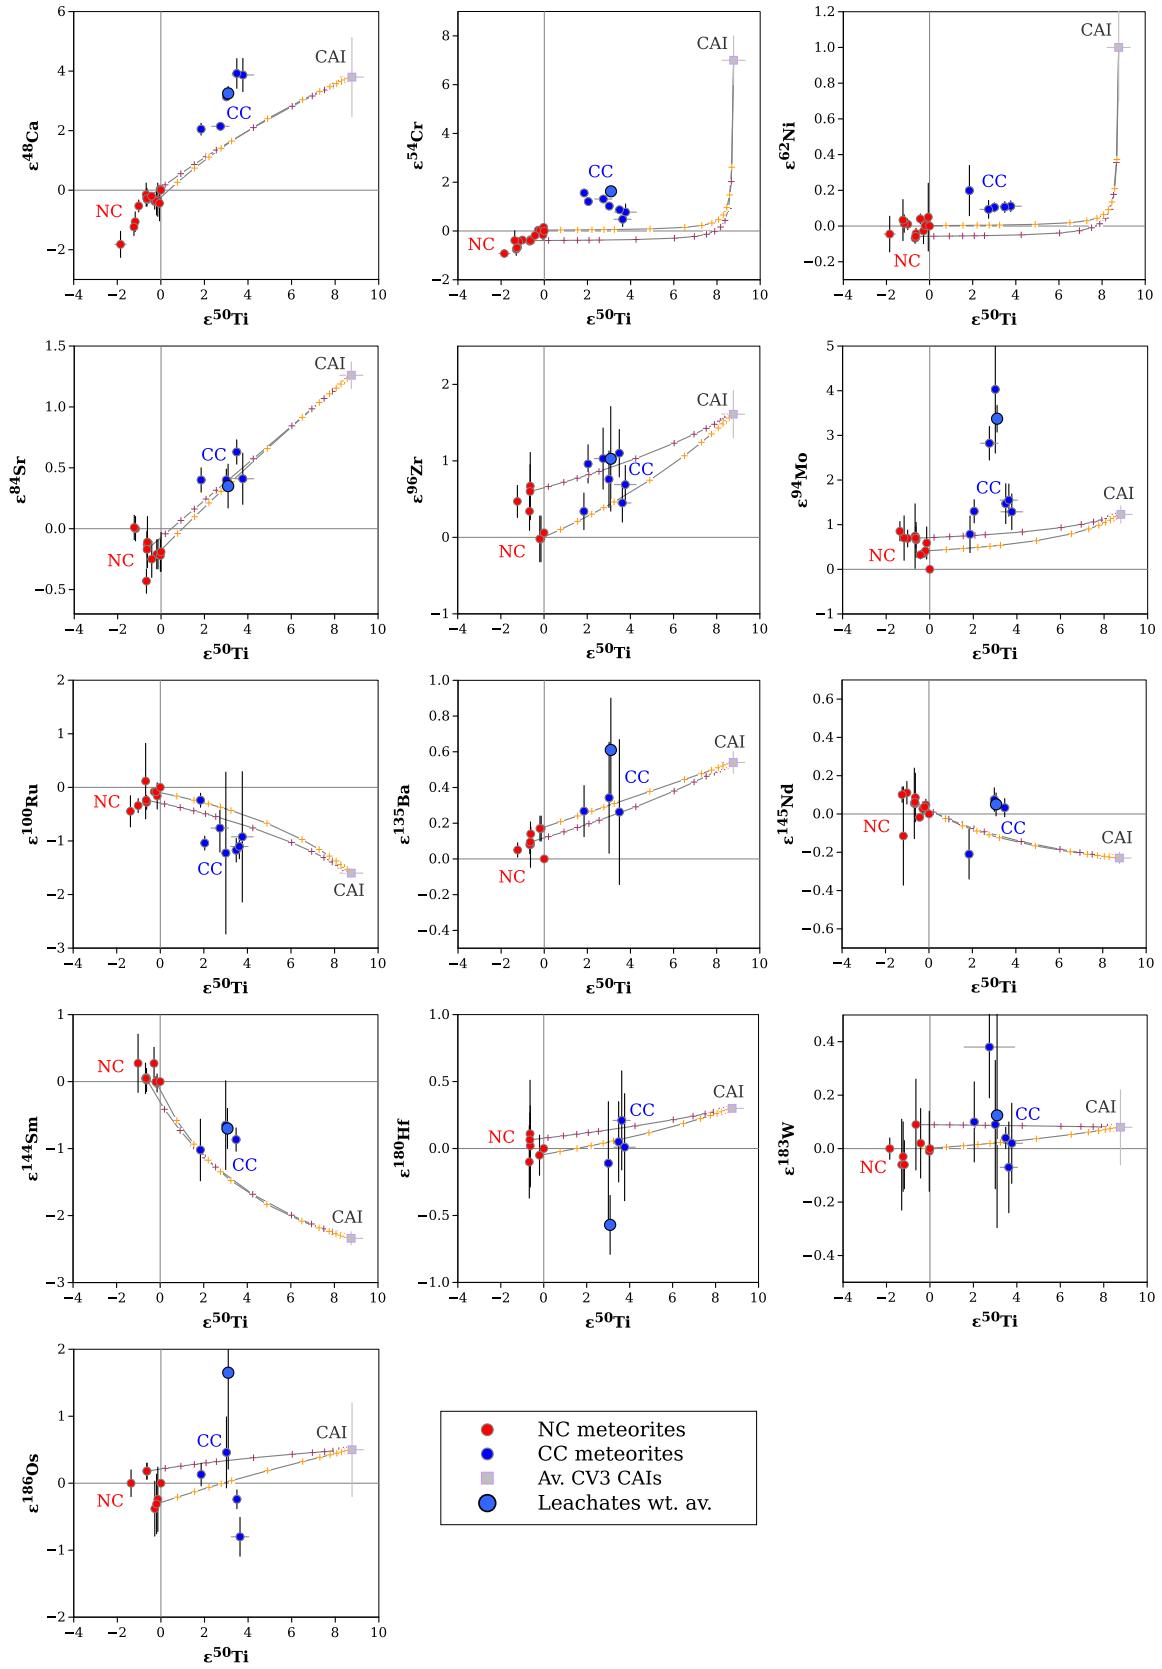 6
4
2
0
−2
−4 −2 0 2 4 6 8 10
ε48Ca
ε50Ti
NC
CC
CAI
8
6
4
2
0
−2
−4 −2 0 2 4 6 8 10
ε54Cr
ε50Ti
NC
CC
CAI
1.2
1.0
0.8
0.6
0.4
0.2
0.0
−0.2
−4 −2 0 2 4 6 8 10
ε62Ni
ε50Ti
NC
CC
CAI
1.5
1.0
0.5
0.0
−0.5
−4 −2 0 2 4 6 8 10
ε84Sr
ε50Ti
NC
CC
CAI
2
1
0
−1
−4 −2 0 2 4 6 8 10
ε96Zr
ε50Ti
NC
CC
CAI
5
4
3
2
1
0
−1
−4 −2 0 2 4 6 8 10
ε94Mo
ε50Ti
NC
CC
CAI
2
1
0
−1
−2
−3
−4 −2 0 2 4 6 8 10
ε100Ru
ε50Ti
NC
CC
CAI
1.0
0.8
0.6
0.4
0.2
0.0
−0.2
−0.4
−4 −2 0 2 4 6 8 10
ε135Ba
ε50Ti
NC
CC
CAI
0.6
0.4
0.2
0.0
−0.2
−0.4
−0.6
−4 −2 0 2 4 6 8 10
ε145Nd
ε50Ti
NC
CC
CAI
1
0
−1
−2
−3
−4 −2 0 2 4 6 8 10
ε144Sm
ε50Ti
NC
CC
CAI
1.0
0.5
0.0
−0.5
−1.0
−4 −2 0 2 4 6 8 10
ε180Hf
ε50Ti
NC
CC
CAI
0.4
0.2
0.0
−0.2
−0.4
−4 −2 0 2 4 6 8 10
ε183W
ε50Ti
NC
CC
CAI
2
1
0
−1
−2
−4 −2 0 2 4 6 8 10
ε186Os
ε50Ti
NC
CC
CAI
NC meteorites
CC meteorites
Av. CV3 CAIs
Leachates wt. av.